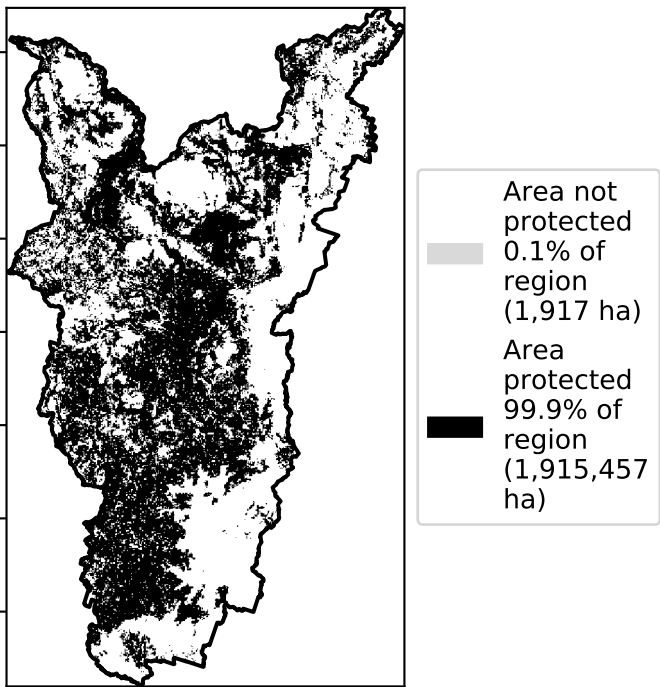 Area not
protected
0.1% of
region
(1,917 ha)
Area
protected
99.9% of
region
(1,915,457
ha)